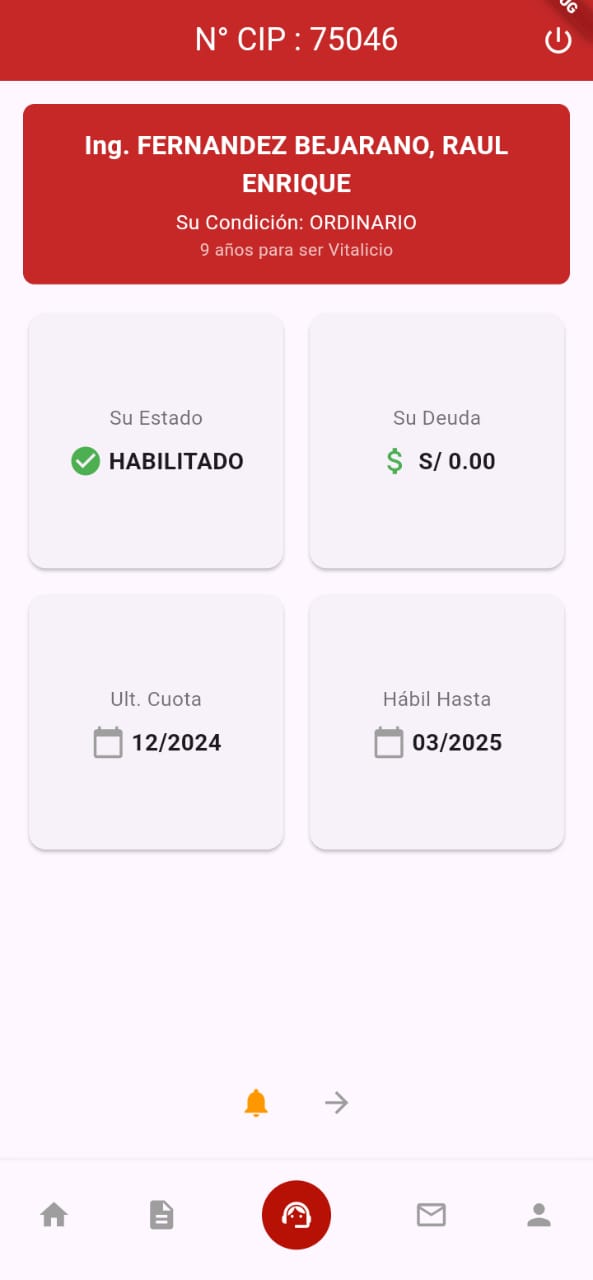 N° CIP : 75046
Ing. FERNANDEZ BEJARANO, RAUL
ENRIQUE
Su Condición: ORDINARIO
9 años para ser Vitalicio
Su Estado
HABILITADO
Su Deuda
$ S/ 0.00
Ult. Cuota
12/2024
Hábil Hasta
03/2025